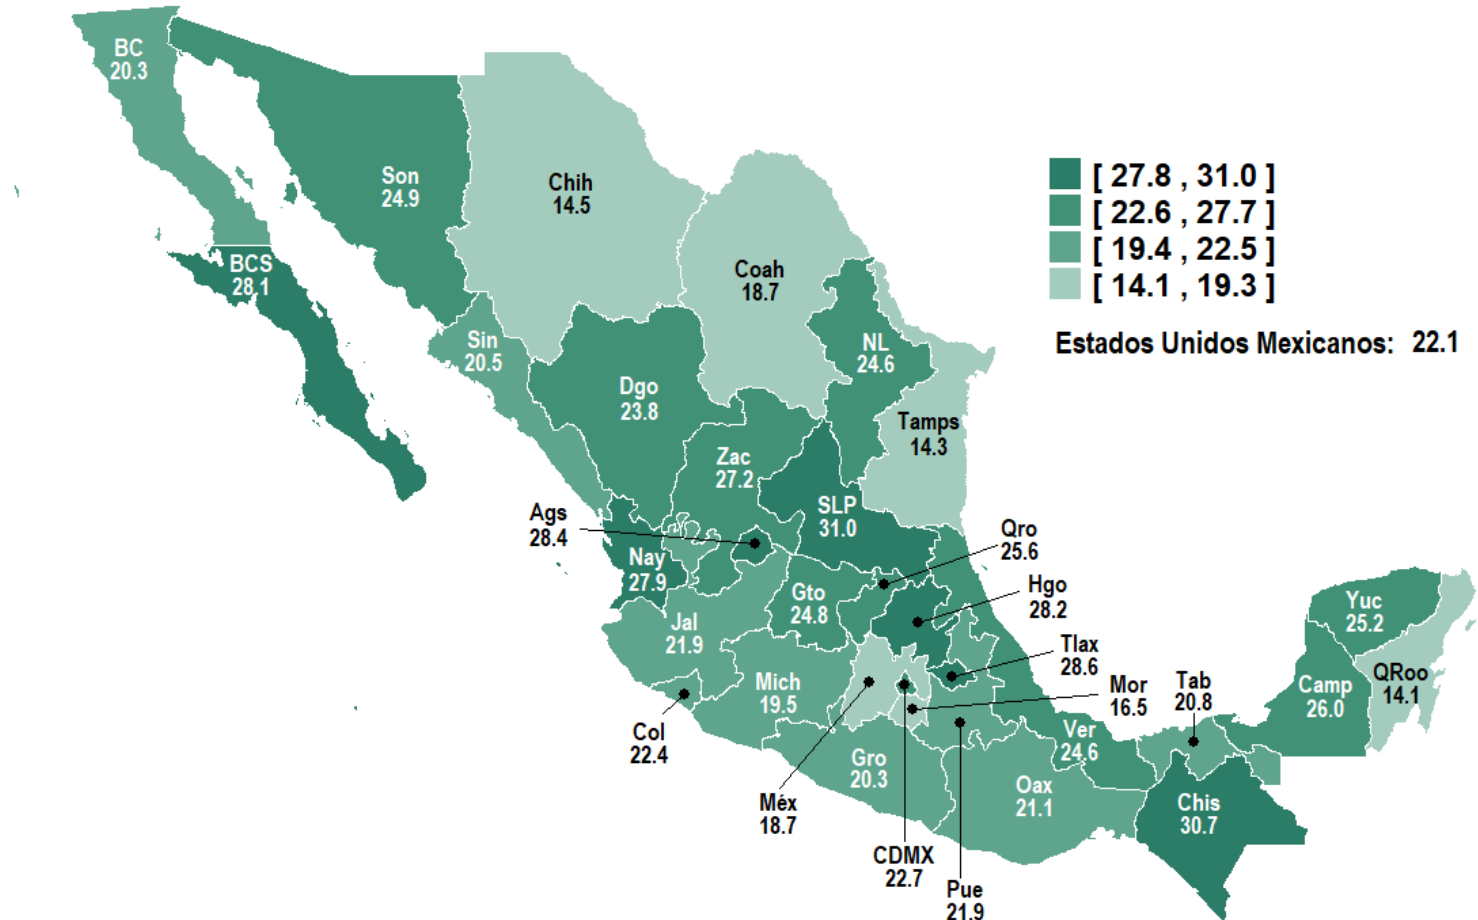 BC
20.3
Son
24.9
Chih
14.5
BCS
28.1
Coah
18.7
[ 27.8 , 31.0 ]
[ 22.6 , 27.7 ]
[ 19.4 , 22.5 ]
[ 14.1 , 19.3 ]
Estados Unidos Mexicanos: 22.1
Sin
20.5
NL
24.6
Dgo
23.8
Tamps
14.3
Zac
27.2
SLP
31.0
Ags
28.4
Qro
25.6
Nay
27.9
Gto
24.8
Hgo
28.2
Yuc
25.2
Jal
21.9
Tlax
28.6
QRoo
14.1
Mich
19.5
Mor
16.5
Tab
20.8
Camp
26.0
Col
22.4
Ver
24.6
Gro
20.3
Oax
21.1
Méx
18.7
Chis
30.7
CDMX
22.7
Pue
21.9